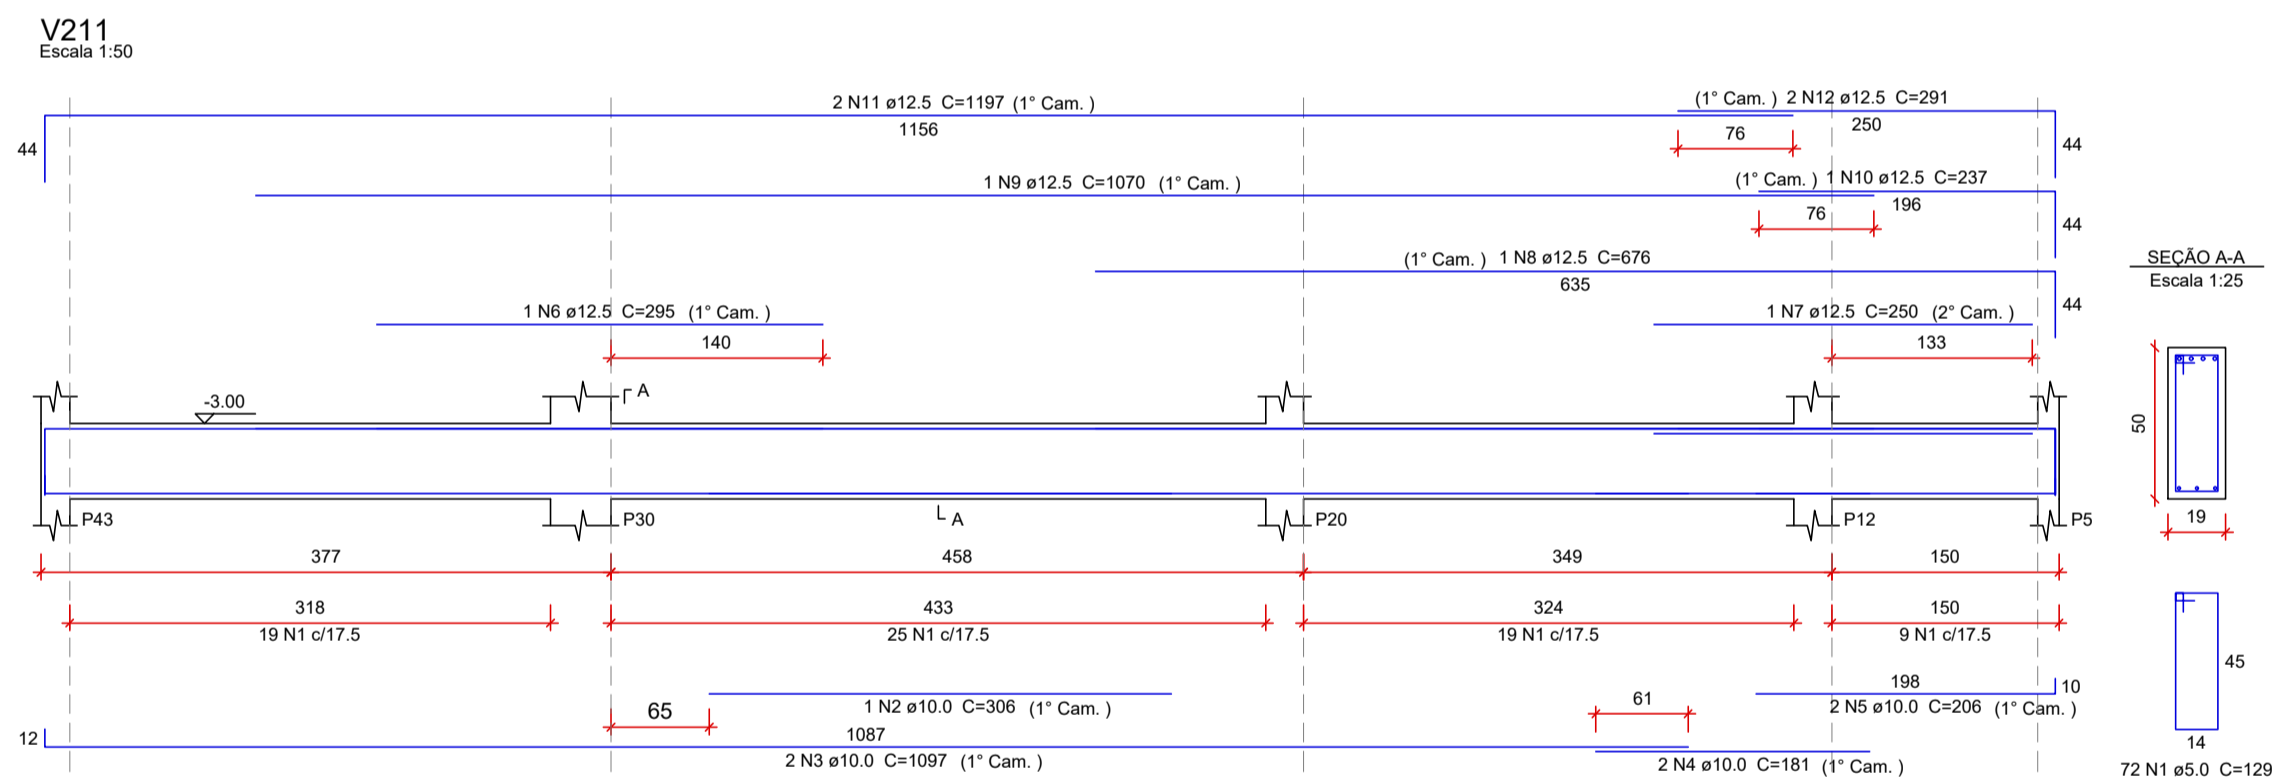 V211
Escala 1:50
2 N11 ø12.5 C=1197 (1° Cam. )
1156
44
(1° Cam. ) 2 N12 ø12.5 C=291
250
76
44
1 N9 ø12.5 C=1070 (1° Cam. )
(1° Cam. ) 1 N10 ø12.5 C=237
196
76
44
(1° Cam. ) 1 N8 ø12.5 C=676
635
44
1 N6 ø12.5 C=295 (1° Cam. )
140
1 N7 ø12.5 C=250 (2° Cam. )
133
-3.00
A
A
P43
P30
P20
P12
P5
377
458
349
150
318
433
324
150
19 N1 c/17.5
25 N1 c/17.5
19 N1 c/17.5
9 N1 c/17.5
65
1 N2 ø10.0 C=306 (1° Cam. )
61
198
10
2 N5 ø10.0 C=206 (1° Cam. )
12
1087
2 N3 ø10.0 C=1097 (1° Cam. )
2 N4 ø10.0 C=181 (1° Cam. )
SEÇÃO A-A
Escala 1:25
50
19
45
14
72 N1 ø5.0 C=129